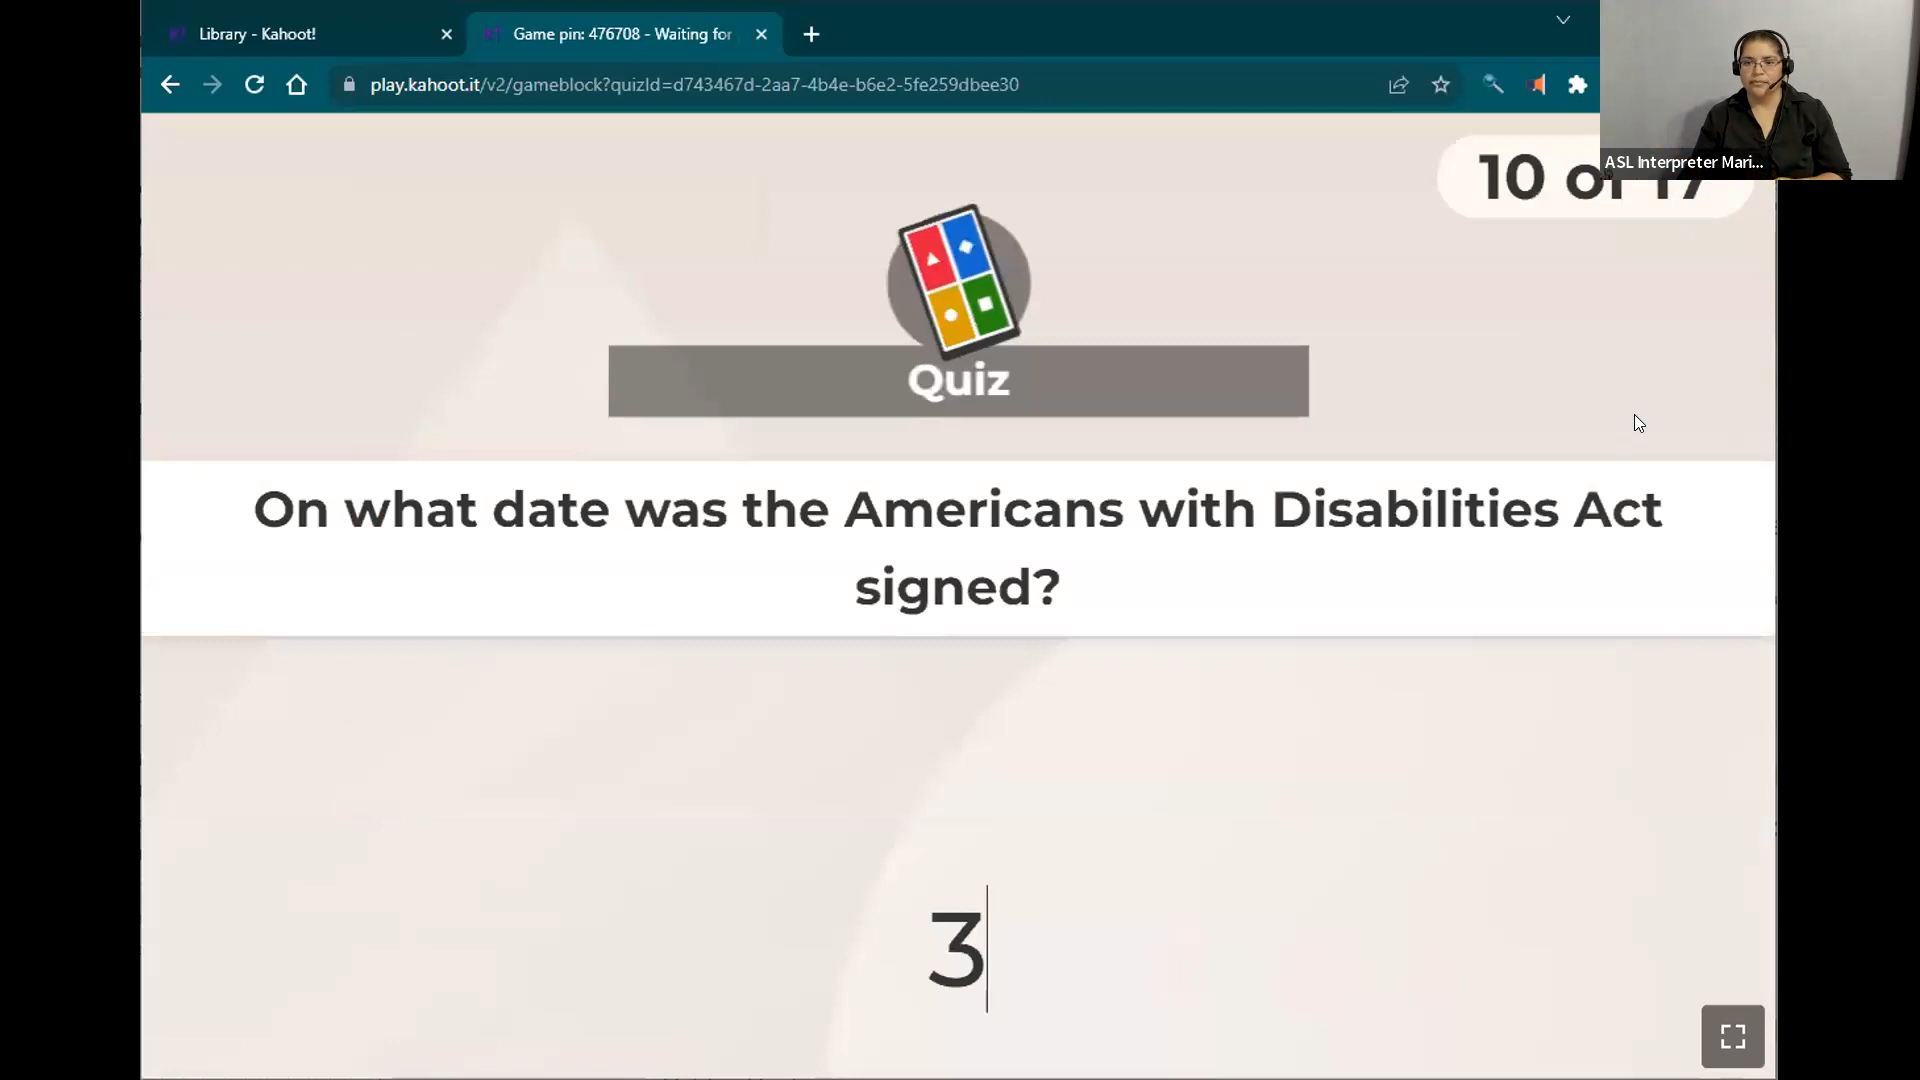 Library - Kahoot!
Game pin: 476708 - Waiting for
play.kahoot.it/v2/gameblock?quizId=d743467d-2aa7-4b4e-b6e2-5fe259dbee30
ASL Interpreter Mari...
10 of 17
Quiz
On what date was the Americans with Disabilities Act
signed?
3